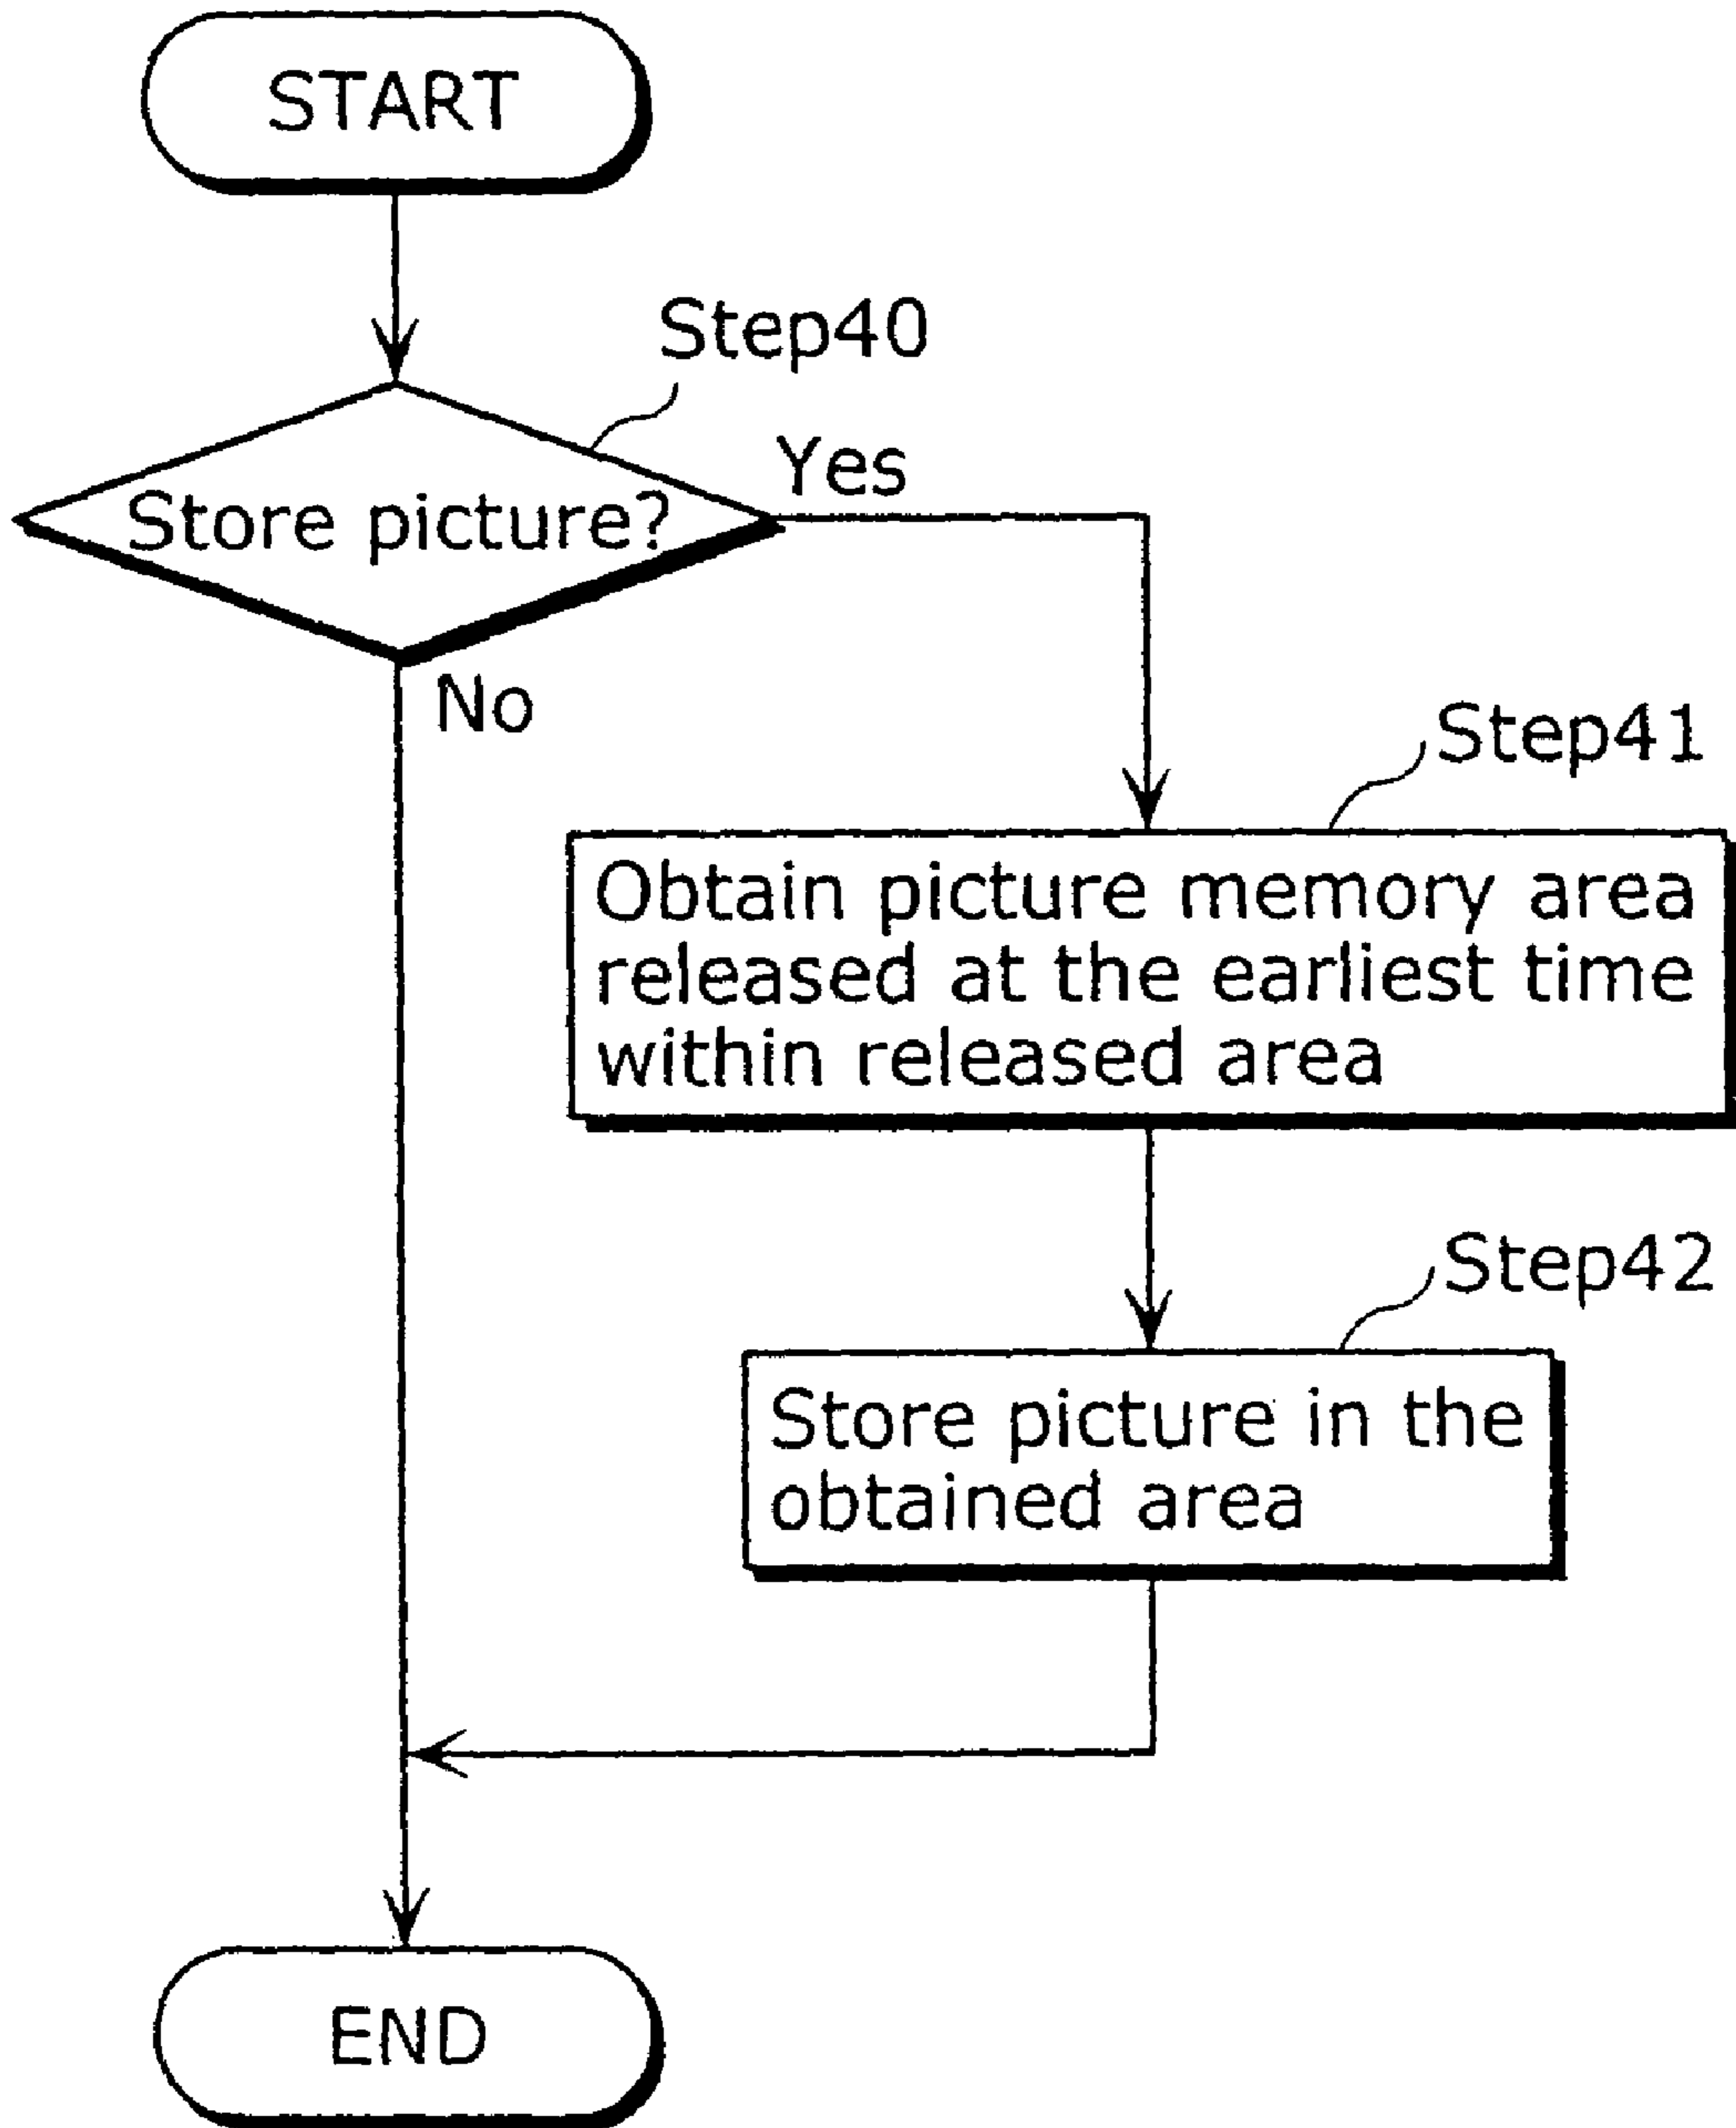 START
Step40
Yes
Store picture?
No
Step41
Obtain picture memory area
released at the earliest time
within released area
Step42
Store picture in the
obtained area
END